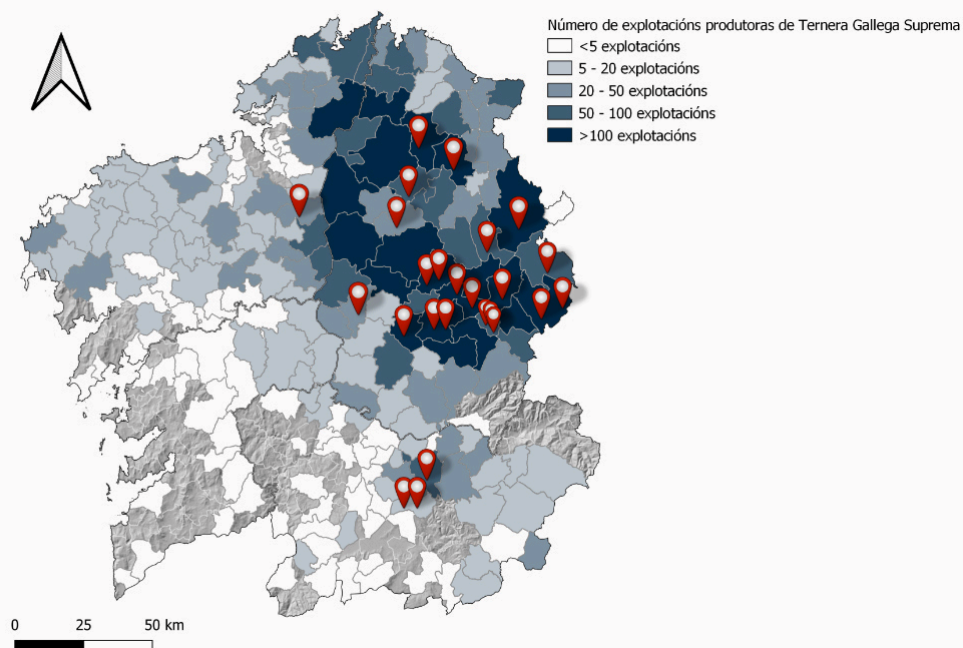 Número de explotacións produtoras de Ternera Gallega Suprema
<5 explotacións
5 - 20 explotacións
20 - 50 explotacións
50 - 100 explotacións
>100 explotacións
0 25 50 km